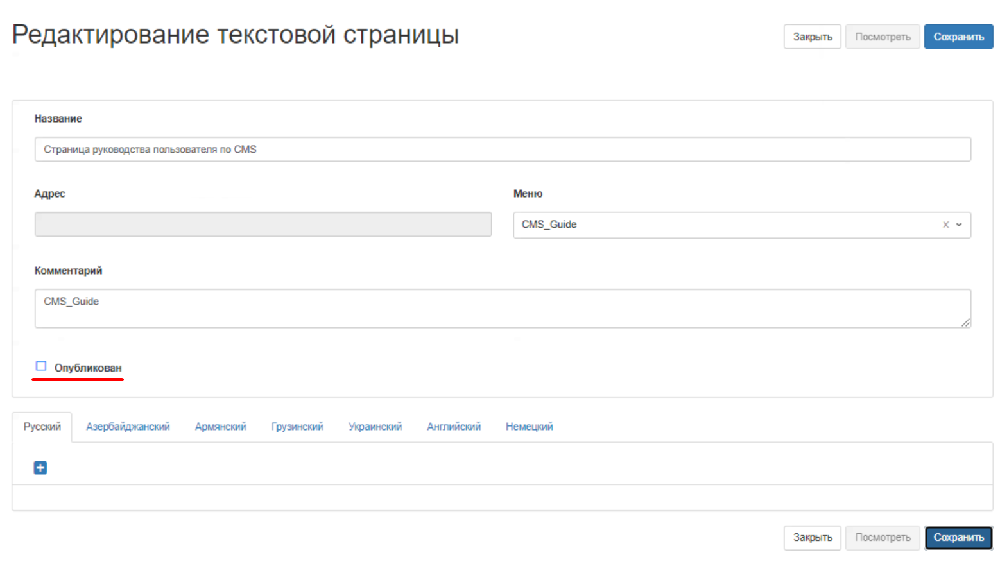 Редактирование текстовой страницы
Закрыть Посмотреть Сохранить
Название
Страница руководства пользователя по CMS
Адрес Меню
CMS_Guide
Комментарий
CMS_Guide
Опубликован
Русский Азербайджанский Армянский Грузинский Украинский Английский Немецкий
Закрыть Посмотреть Сохранить